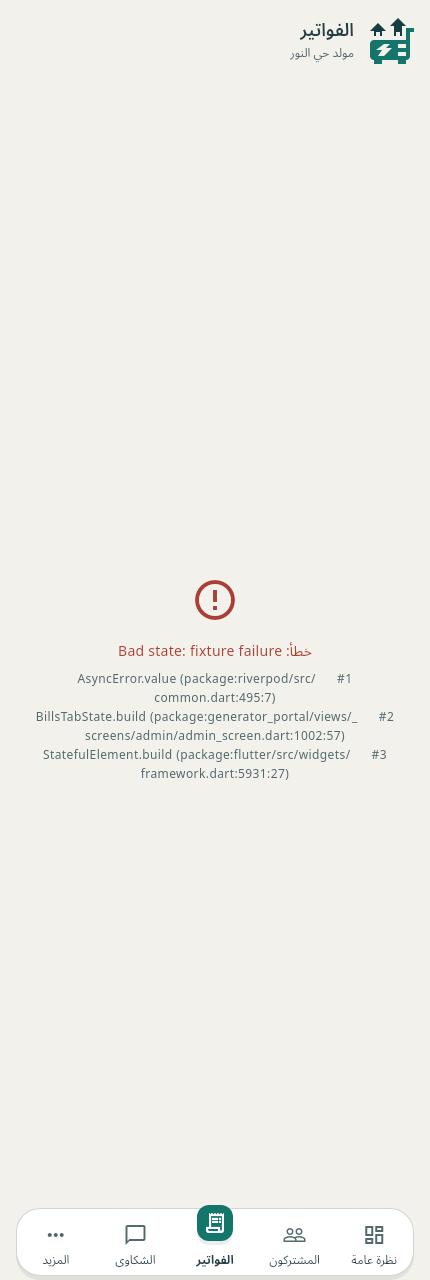 الفواتير
مولد حي النور
خطأ: Bad state: fixture failure
#1      AsyncError.value (package:riverpod/src/
common.dart:495:7)
#2      BillsTabState.build (package:generator_portal/views/_
screens/admin/admin_screen.dart:1002:57)
#3      StatefulElement.build (package:flutter/src/widgets/
framework.dart:5931:27)
نظرة عامة
المشتركون
الفواتير
الشكاوى
المزيد